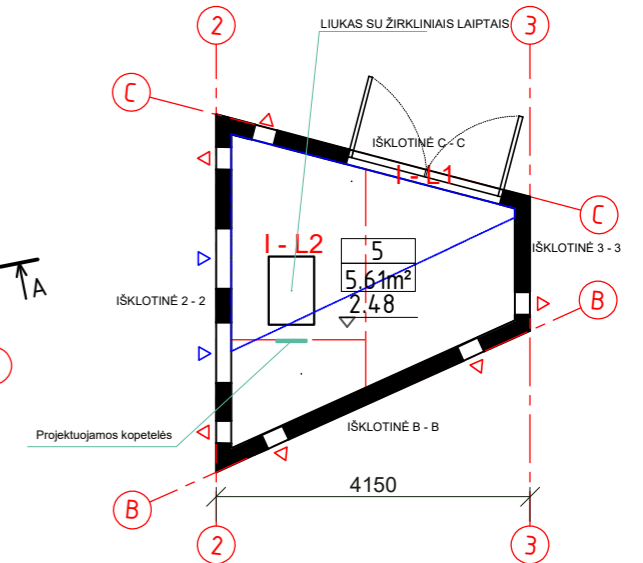 2
3
LIUKAS SU ŽIRKLINIAIS LAIPTAIS
C
IŠKLOTINĖ C - C
I - L1
C
I - L2
5
5.61m²
2.48
IŠKLOTINĖ 3 - 3
A
IŠKLOTINĖ 2 - 2
B
IŠKLOTINĖ B - B
Projektuojamos kopetelės
4150
B
2
3